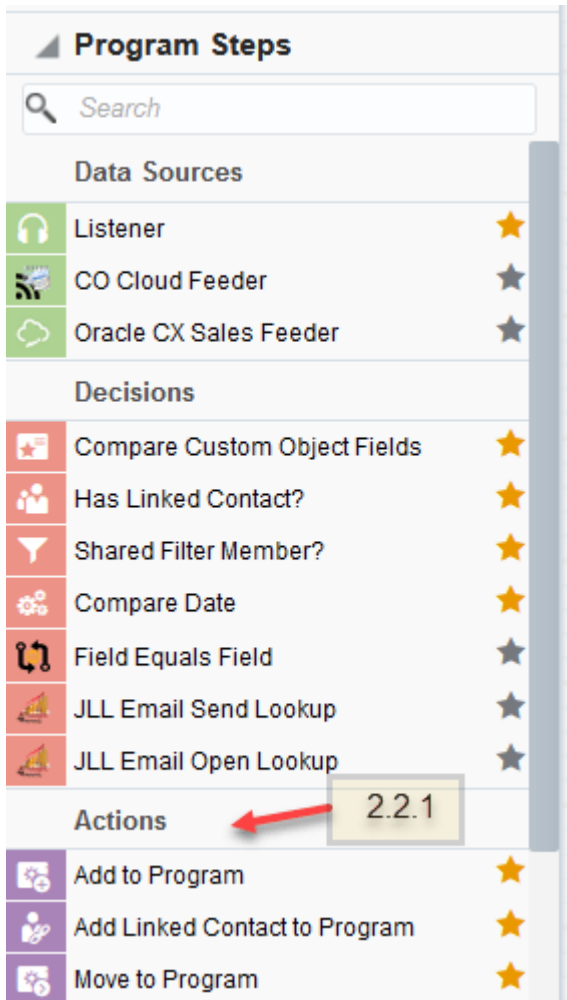 Program Steps
Search
Data Sources
Listener
CO Cloud Feeder
Oracle CX Sales Feeder
Decisions
Compare Custom Object Fields
Has Linked Contact?
Shared Filter Member?
Compare Date
Field Equals Field
JLL Email Send Lookup
JLL Email Open Lookup
2.2.1
Actions
Add to Program
Add Linked Contact to Program
Move to Program